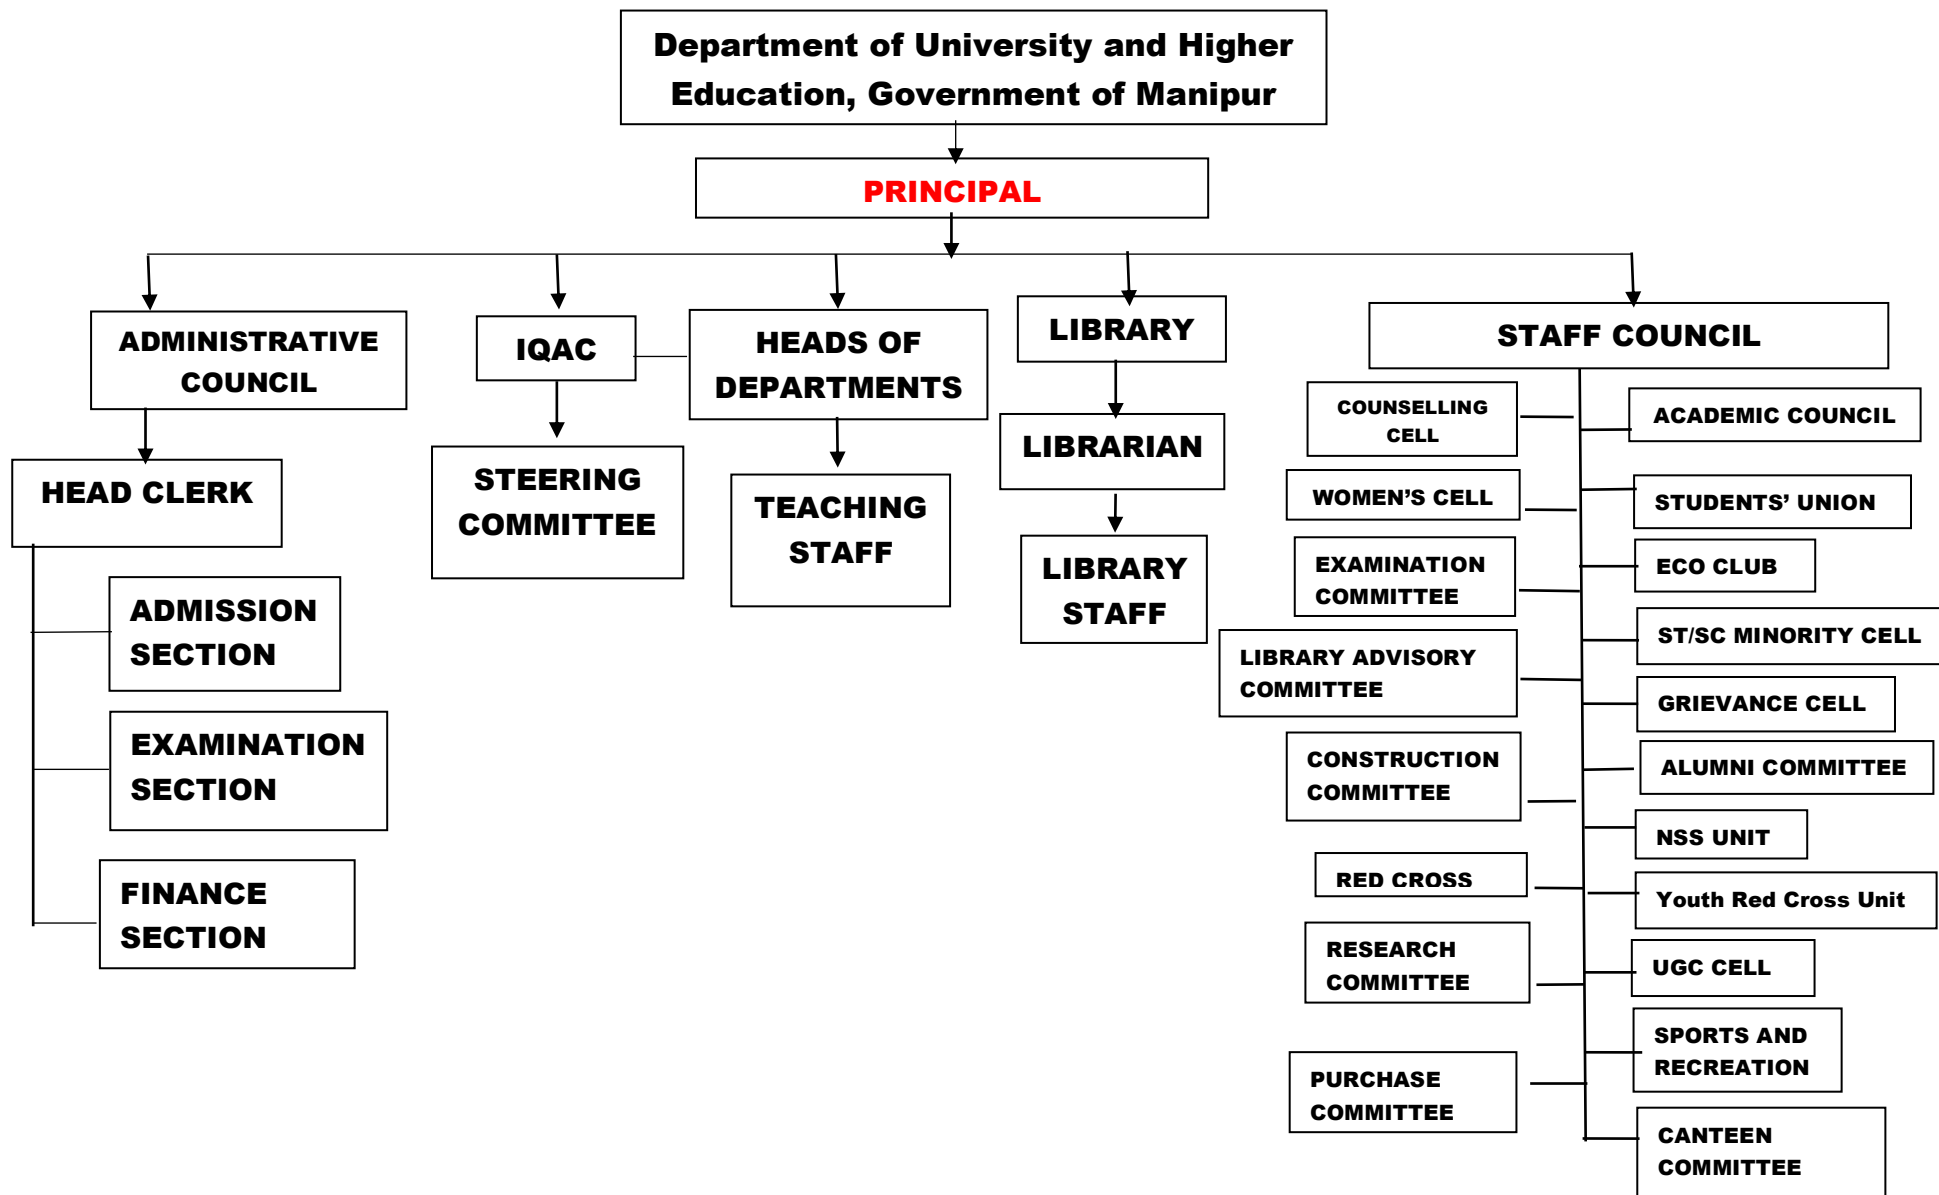 Department of University and Higher
Education, Government of Manipur
PRINCIPAL
ADMINISTRATIVE
COUNCIL
IQAC
HEADS OF
DEPARTMENTS
LIBRARY
STAFF COUNCIL
HEAD CLERK
STEERING
COMMITTEE
TEACHING
STAFF
LIBRARIAN
LIBRARY
STAFF
ADMISSION
SECTION
EXAMINATION
SECTION
FINANCE
SECTION
COUNSELLING
CELL
WOMEN’S CELL
EXAMINATION
COMMITTEE
LIBRARY ADVISORY
COMMITTEE
CONSTRUCTION
COMMITTEE
RED CROSS
RESEARCH
COMMITTEE
PURCHASE
COMMITTEE
ACADEMIC COUNCIL
STUDENTS’ UNION
ECO CLUB
ST/SC MINORITY CELL
GRIEVANCE CELL
ALUMNI COMMITTEE
NSS UNIT
Youth Red Cross Unit
UGC CELL
SPORTS AND
RECREATION
CANTEEN
COMMITTEE